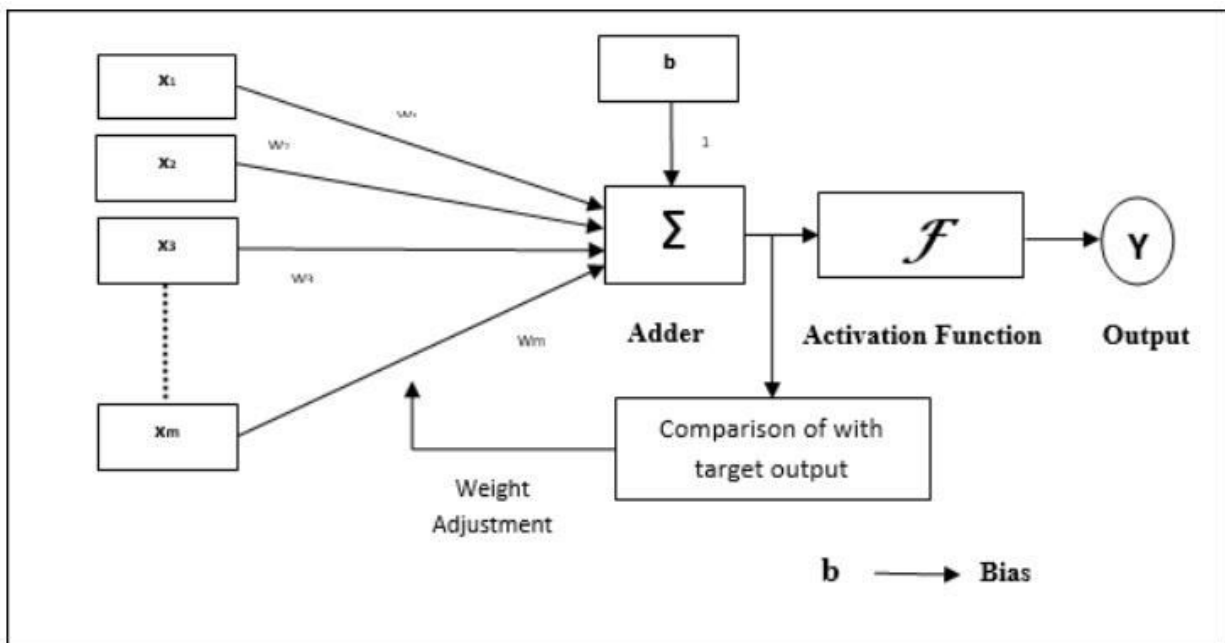 x₁
b
W₁
1
x₂
W₂
x₃
Σ
ℱ
Y
W₃
Wm
Adder
Activation Function
Output
xm
Comparison of with
target output
Weight
Adjustment
b
Bias